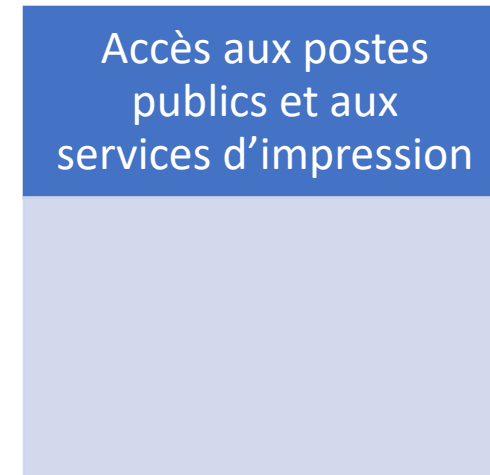 Accès aux postes
publics et aux
services d’impression